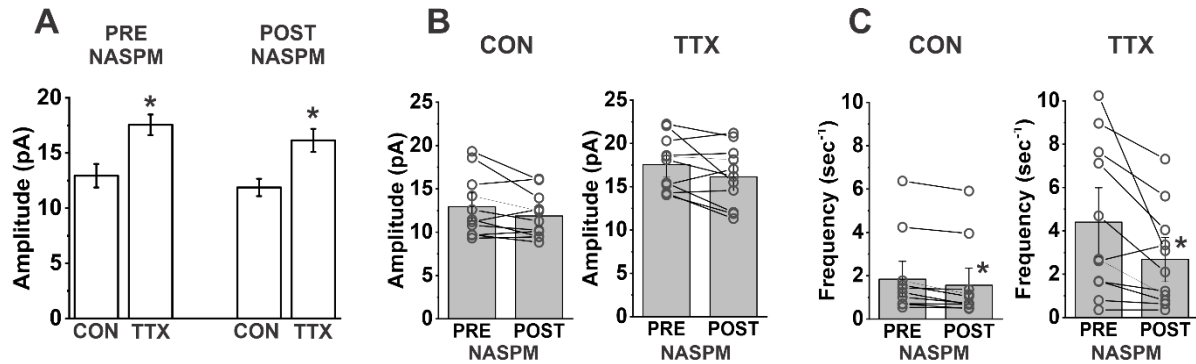 A
PRE
NASPM
POST
NASPM
Amplitude (pA)
20
15
10
5
0
*
*
CON
TTX
CON
TTX
B
CON
TTX
Amplitude (pA)
25
20
15
10
5
0
PRE
POST
NASPM
Amplitude (pA)
25
20
15
10
5
0
PRE
POST
NASPM
C
CON
TTX
Frequency (sec⁻¹)
10
8
6
4
2
0
*
PRE
POST
NASPM
Frequency (sec⁻¹)
10
8
6
4
2
0
*
PRE
POST
NASPM